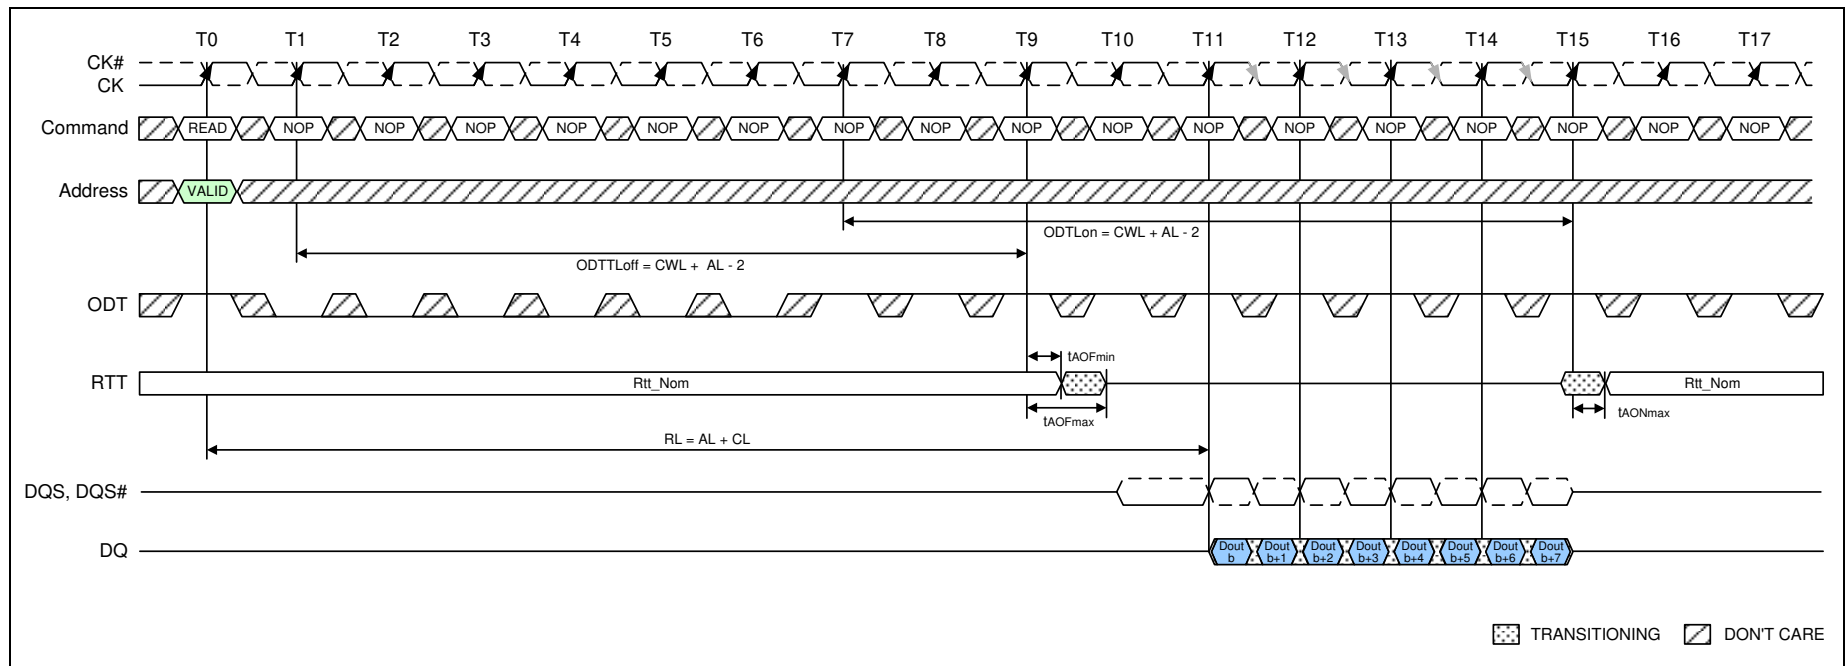 T0 T1 T2 T3 T4 T5 T6 T7 T8 T9 T10 T11 T12 T13 T14 T15 T16 T17
CK#
CK
Command READ NOP NOP NOP NOP NOP NOP NOP NOP NOP NOP NOP NOP NOP NOP NOP NOP NOP
Address VALID
ODTLon = CWL + AL - 2
ODTTLoff = CWL + AL - 2
ODT
tAOFmin
RTT Rtt_Nom Rtt_Nom
tAOFmax tAONmax
RL = AL + CL
DQS, DQS#
DQ Dout b Dout b+1 Dout b+2 Dout b+3 Dout b+4 Dout b+5 Dout b+6 Dout b+7
TRANSITIONING DON'T CARE